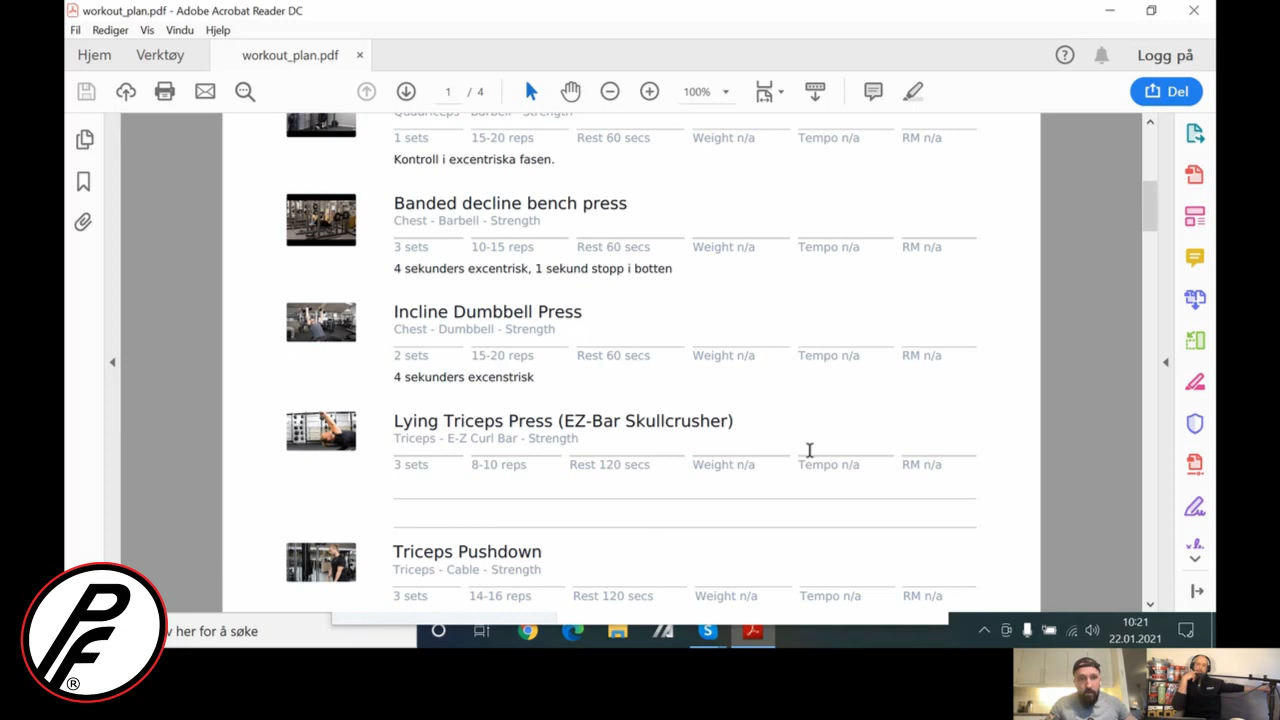 workout_plan.pdf - Adobe Acrobat Reader DC
Fil Rediger Vis Vindu Hjelp
Hjem Verktøy workout_plan.pdf × Logg på
1 / 4 100% Del
Quadriceps - Barbell - Strength
1 sets 15-20 reps Rest 60 secs Weight n/a Tempo n/a RM n/a
Kontroll i excentriska fasen.
Banded decline bench press
Chest - Barbell - Strength
3 sets 10-15 reps Rest 60 secs Weight n/a Tempo n/a RM n/a
4 sekunders excentrisk, 1 sekund stopp i botten
Incline Dumbbell Press
Chest - Dumbbell - Strength
2 sets 15-20 reps Rest 60 secs Weight n/a Tempo n/a RM n/a
4 sekunders excenstrisk
Lying Triceps Press (EZ-Bar Skullcrusher)
Triceps - E-Z Curl Bar - Strength
3 sets 8-10 reps Rest 120 secs Weight n/a Tempo n/a RM n/a
Triceps Pushdown
Triceps - Cable - Strength
3 sets 14-16 reps Rest 120 secs Weight n/a Tempo n/a RM n/a
v her for å søke
10:21
22.01.2021
PF
®